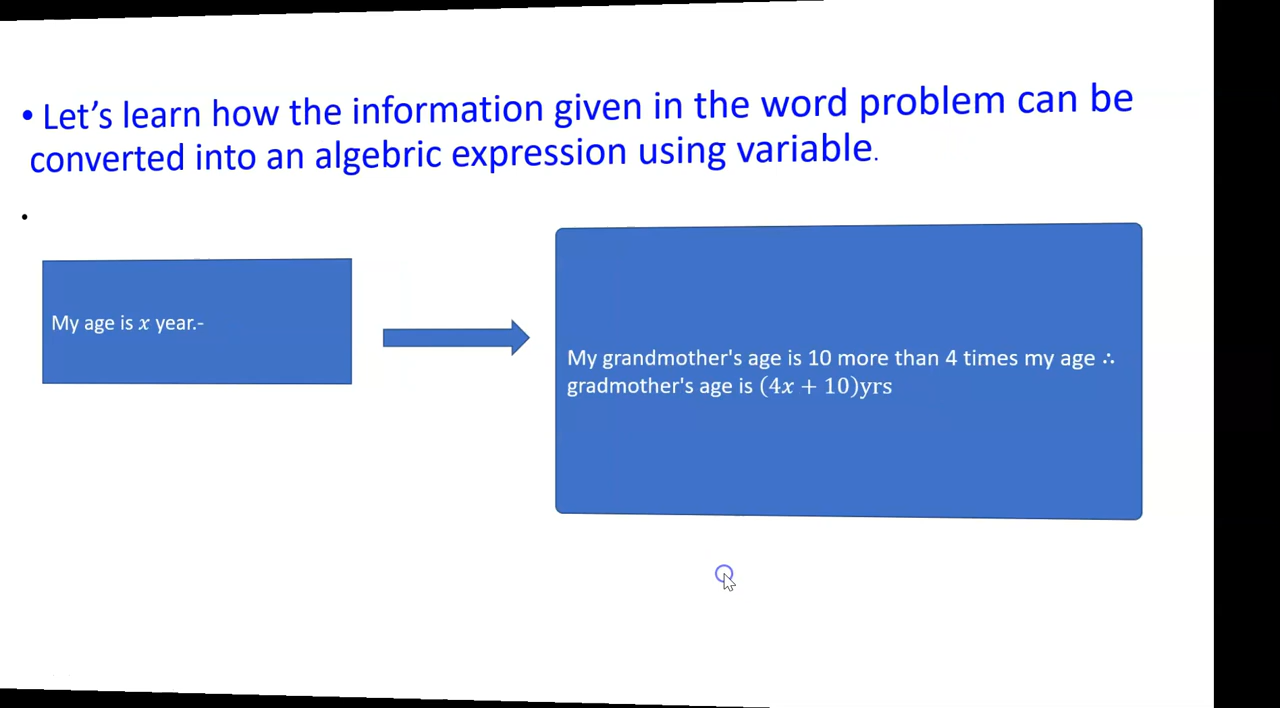 • Let’s learn how the information given in the word problem can be
converted into an algebric expression using variable.
•
My age is x year.-
My grandmother's age is 10 more than 4 times my age ∴
gradmother's age is (4x + 10)yrs